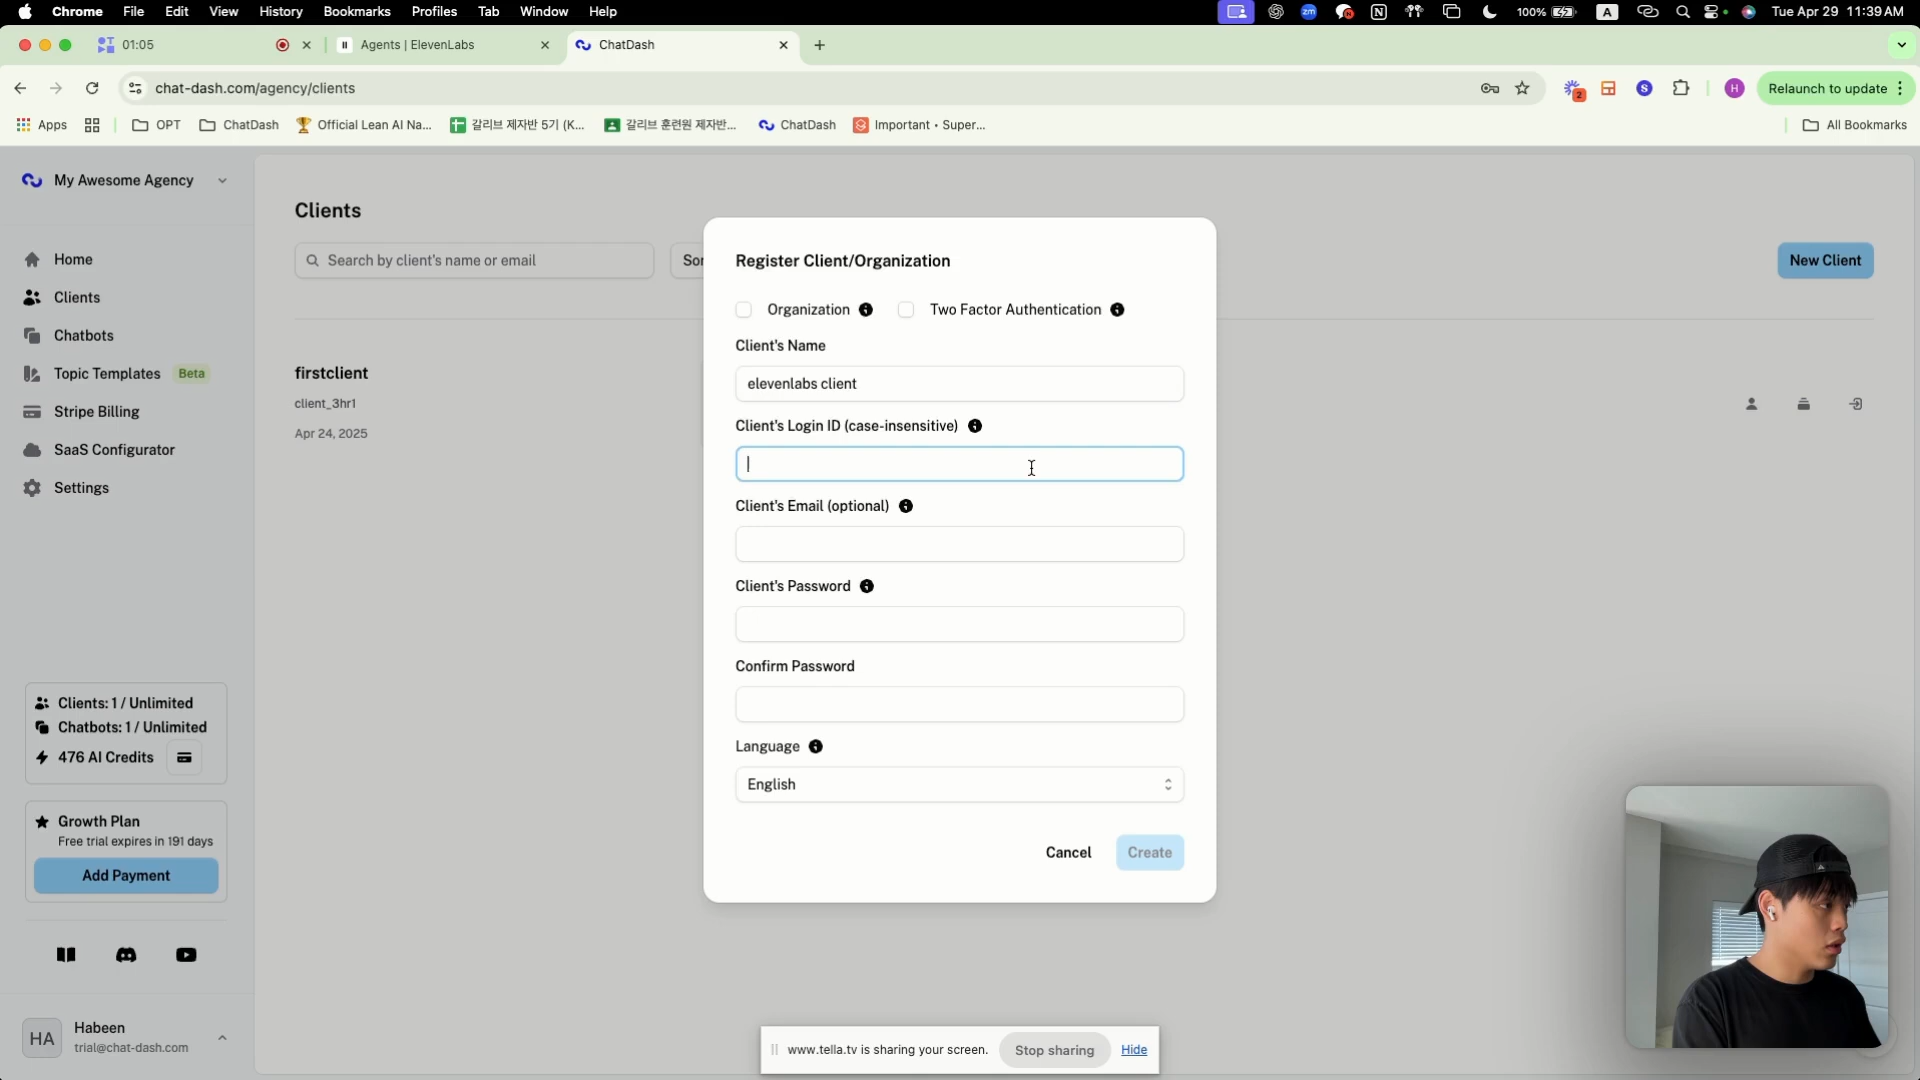 Chrome File Edit View History Bookmarks Profiles Tab Window Help
zm N 100% A Tue Apr 29 11:39 AM
01:05 Agents | ElevenLabs ChatDash
chat-dash.com/agency/clients
2 S H Relaunch to update
Apps OPT ChatDash Official Lean AI Na... 갈리브 제자반 5기 (K... 갈리브 훈련원 제자반... ChatDash Important • Super... All Bookmarks
My Awesome Agency
Home
Clients
Chatbots
Topic Templates Beta
Stripe Billing
SaaS Configurator
Settings
Clients: 1 / Unlimited
Chatbots: 1 / Unlimited
476 AI Credits
Growth Plan
Free trial expires in 191 days
Add Payment
HA
Habeen
trial@chat-dash.com
Clients
Search by client's name or email
Sor
New Client
firstclient
client_3hr1
Apr 24, 2025
Register Client/Organization
Organization Two Factor Authentication
Client's Name
elevenlabs client
Client's Login ID (case-insensitive)
Client's Email (optional)
Client's Password
Confirm Password
Language
English
Cancel Create
www.tella.tv is sharing your screen. Stop sharing Hide